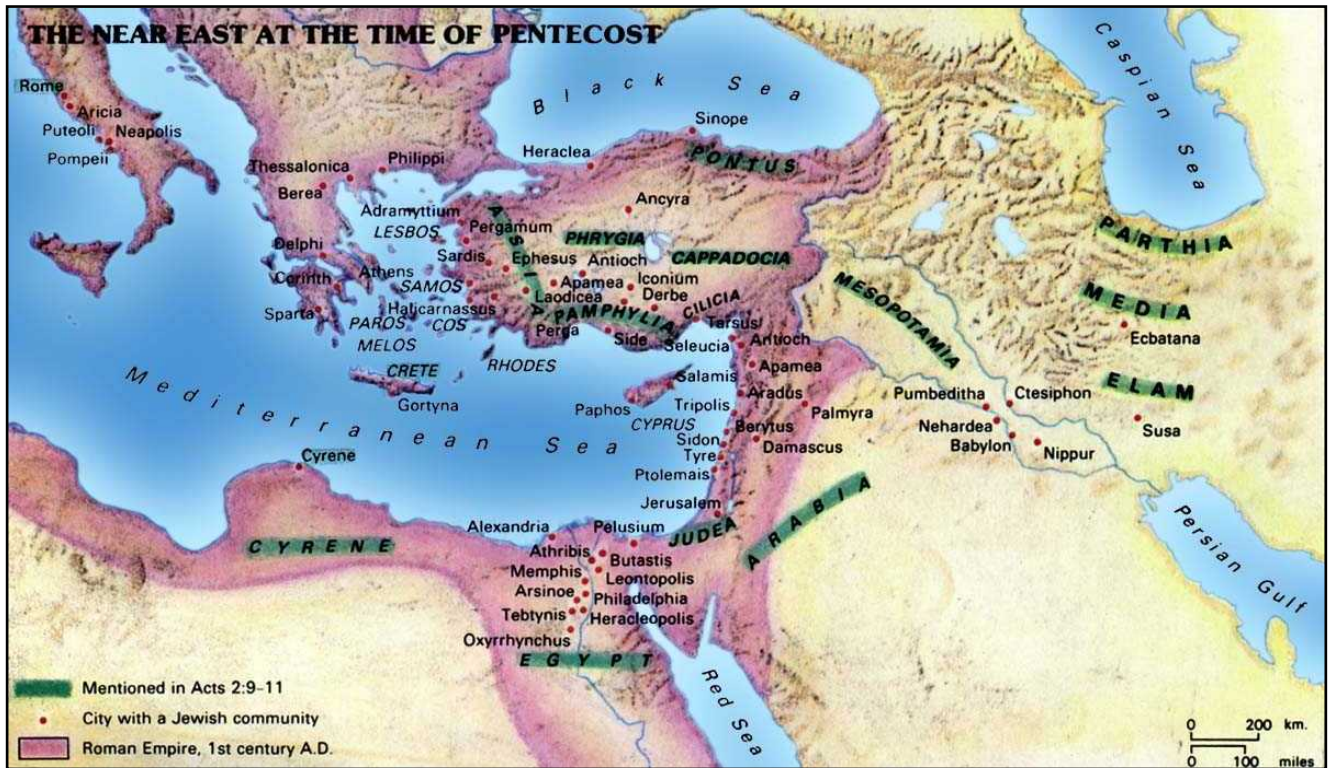 THE NEAR EAST AT THE TIME OF PENTECOST
Caspian Sea
Black Sea
Rome
Aricia
Puteoli
Neapolis
Pompeii
Sinope
PONTUS
Heraclea
Thessalonica
Philippi
Berea
Ancyra
Adramyttium
LESBOS
Pergamum
ASIA
PHRYGIA
CAPPADOCIA
PARTHIA
Delphi
Sardis
Ephesus
Antioch
Corinth
Athens
SAMOS
Apamea
Iconium
Laodicea
Derbe
CILICIA
MESOPOTAMIA
MEDIA
Halicarnassus
Sparta
PAROS
COS
PAMPHYLIA
Perga
Side
Tersus
Seleucia
Antioch
Ecbatana
MELOS
RHODES
CRETE
Gortyna
Apamea
ELAM
Mediterranean Sea
Salamis
Paphos
CYPRUS
Aradus
Tripolis
Palmyra
Pumbeditha
Ctesiphon
Berytus
Nehardea
Susa
Sidon
Damascus
Babylon
Nippur
Tyre
Cyrene
Ptolemais
Jerusalem
JUDEA
ARABIA
Persian Gulf
Alexandria
Pelusium
CYRENE
Athribis
Butastis
Memphis
Leontopolis
Arsinoe
Philadelphia
Tebtynis
Heracleopolis
Oxyrrhynchus
EGYPT
Red Sea
Mentioned in Acts 2:9-11
City with a Jewish community
Roman Empire, 1st century A.D.
0 200 km.
0 100 miles